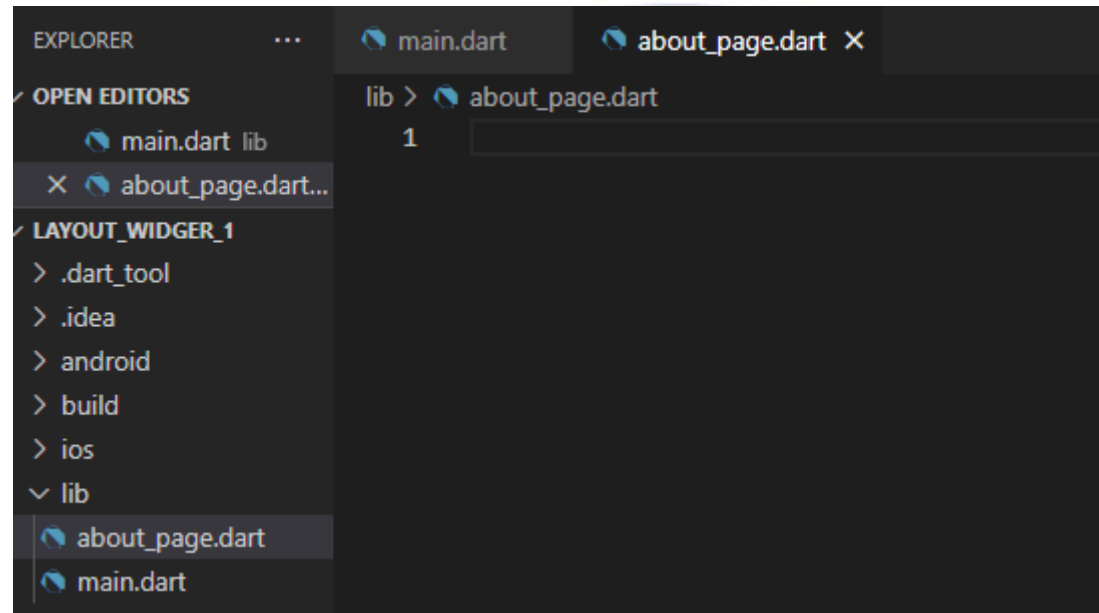 EXPLORER ...
OPEN EDITORS
main.dart lib
about_page.dart...
LAYOUT_WIDGER_1
.dart_tool
.idea
android
build
ios
lib
about_page.dart
main.dart
main.dart about_page.dart
lib > about_page.dart
1